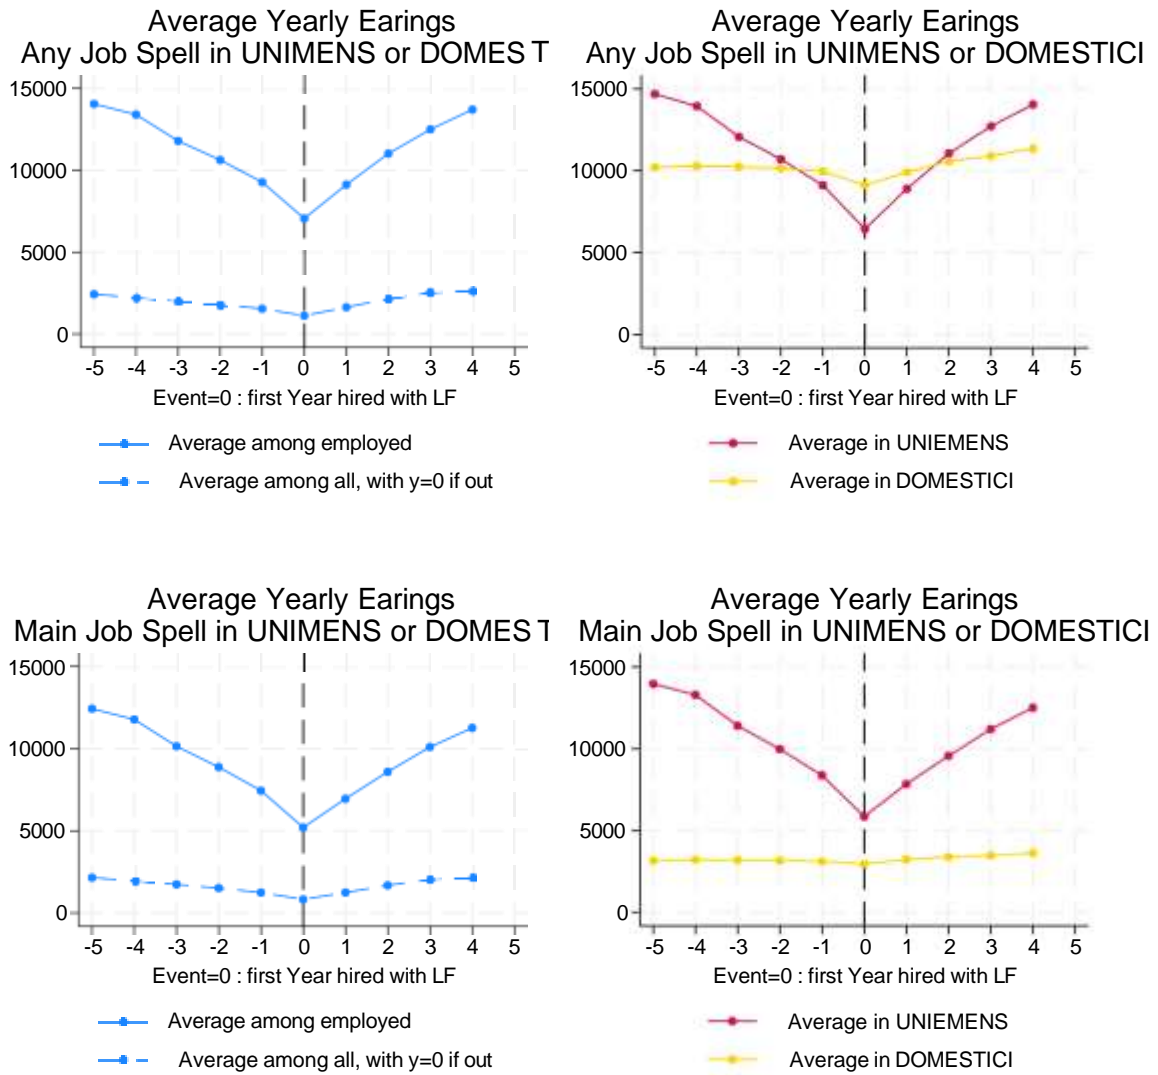 Average Yearly Earings
Any Job Spell in UNIMENS or DOMES T
15000
10000
5000
0
-5 -4 -3 -2 -1 0 1 2 3 4 5
Event=0 : first Year hired with LF
Average among employed
Average among all, with y=0 if out
Average Yearly Earings
Any Job Spell in UNIMENS or DOMESTICI
15000
10000
5000
0
-5 -4 -3 -2 -1 0 1 2 3 4 5
Event=0 : first Year hired with LF
Average in UNIEMENS
Average in DOMESTICI
Average Yearly Earings
Main Job Spell in UNIMENS or DOMES T
15000
10000
5000
0
-5 -4 -3 -2 -1 0 1 2 3 4 5
Event=0 : first Year hired with LF
Average among employed
Average among all, with y=0 if out
Average Yearly Earings
Main Job Spell in UNIMENS or DOMESTICI
15000
10000
5000
0
-5 -4 -3 -2 -1 0 1 2 3 4 5
Event=0 : first Year hired with LF
Average in UNIEMENS
Average in DOMESTICI